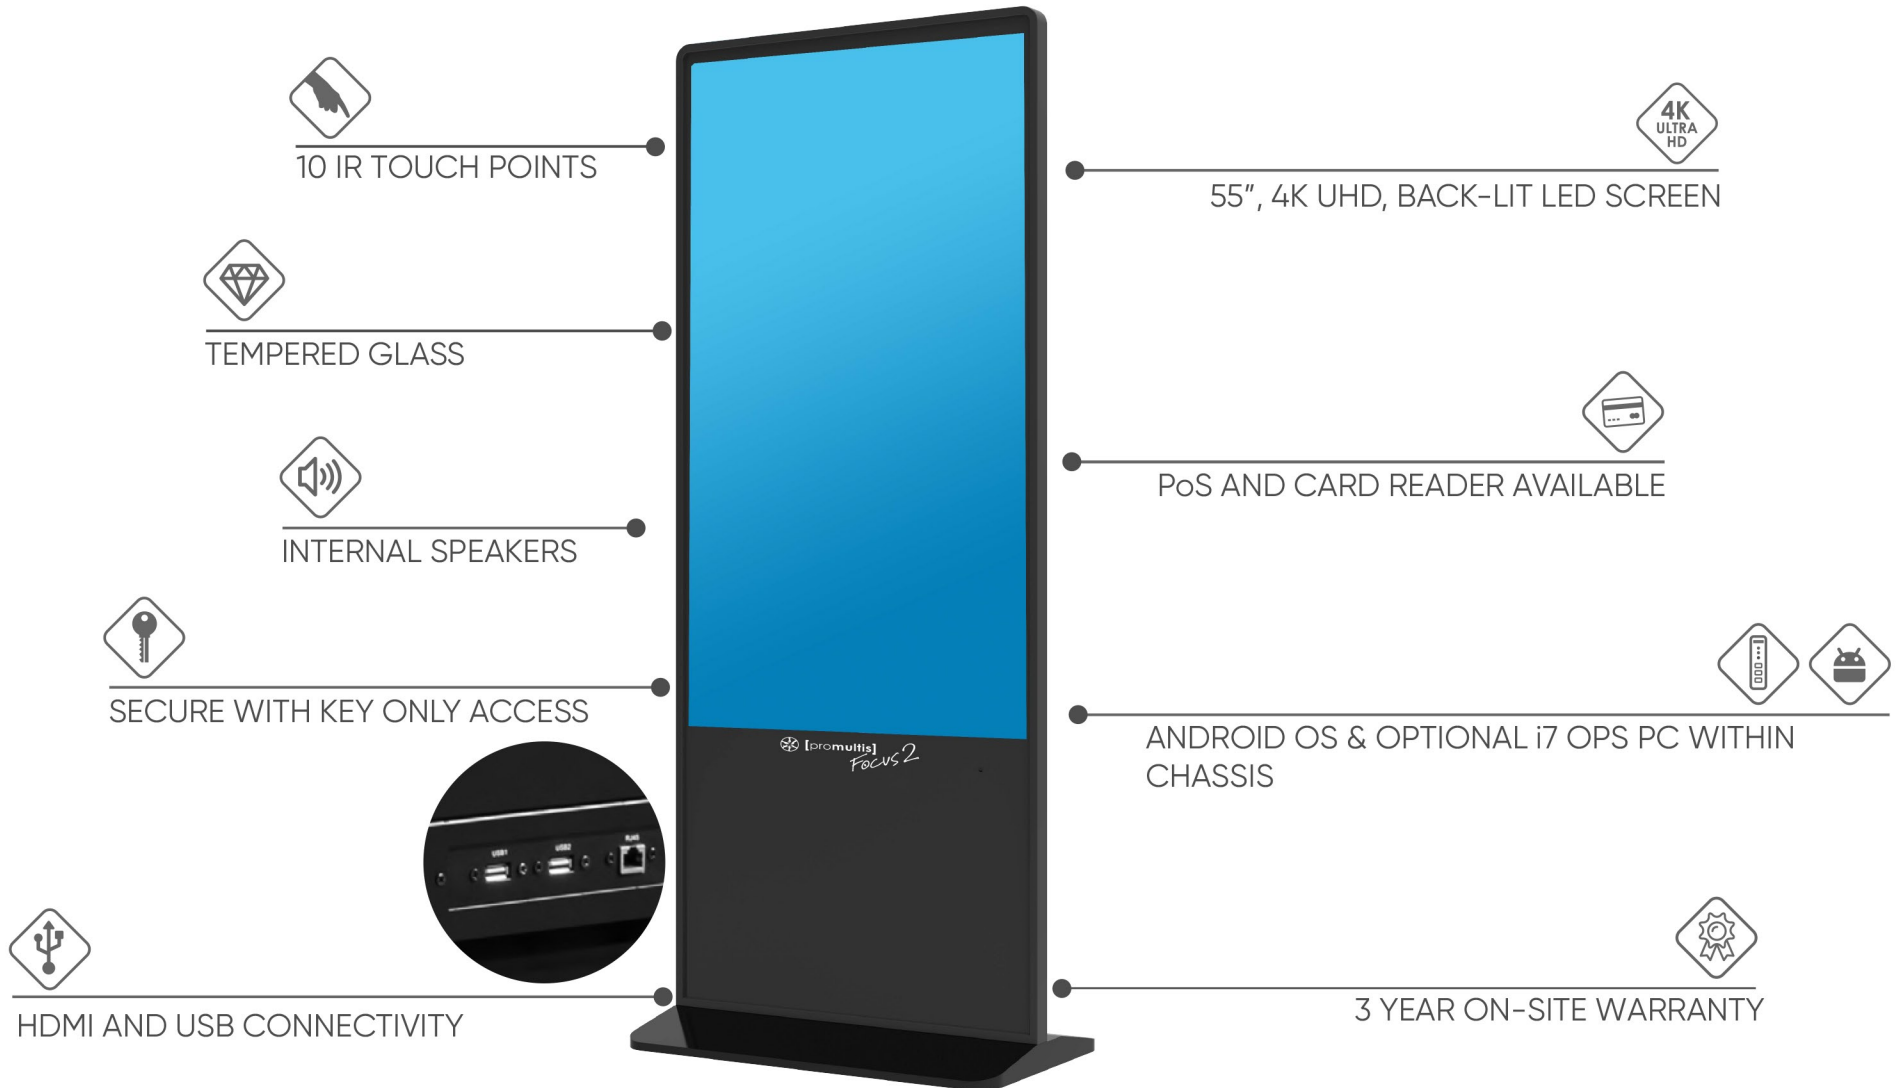 10 IR TOUCH POINTS
4K
ULTRA
HD
55”, 4K UHD, BACK-LIT LED SCREEN
TEMPERED GLASS
PoS AND CARD READER AVAILABLE
INTERNAL SPEAKERS
SECURE WITH KEY ONLY ACCESS
ANDROID OS & OPTIONAL i7 OPS PC WITHIN
CHASSIS
[promultis]
Focus 2
USB1 USB2 RJ45
HDMI AND USB CONNECTIVITY
3 YEAR ON-SITE WARRANTY